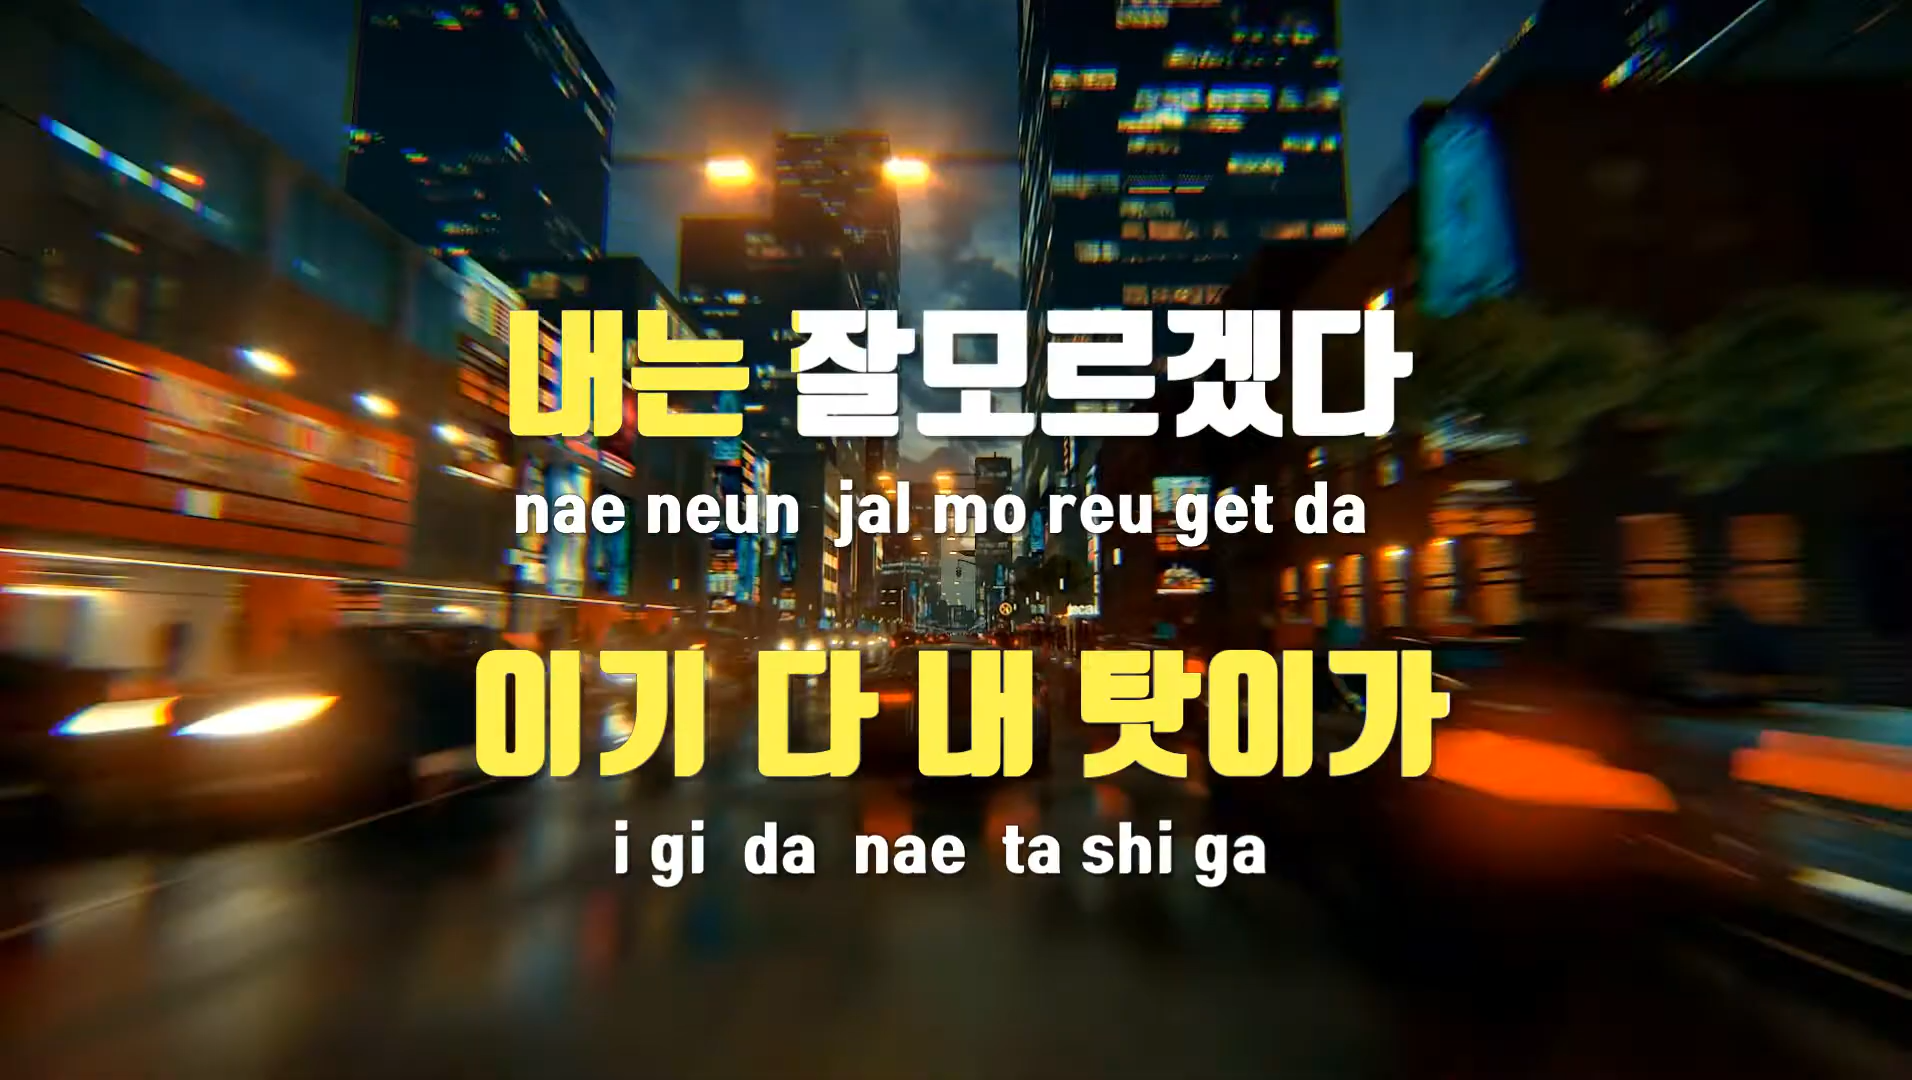 내는 잘모르겠다
nae neun jal mo reu get da
이기 다 내 탓이가
i gi da nae ta shi ga